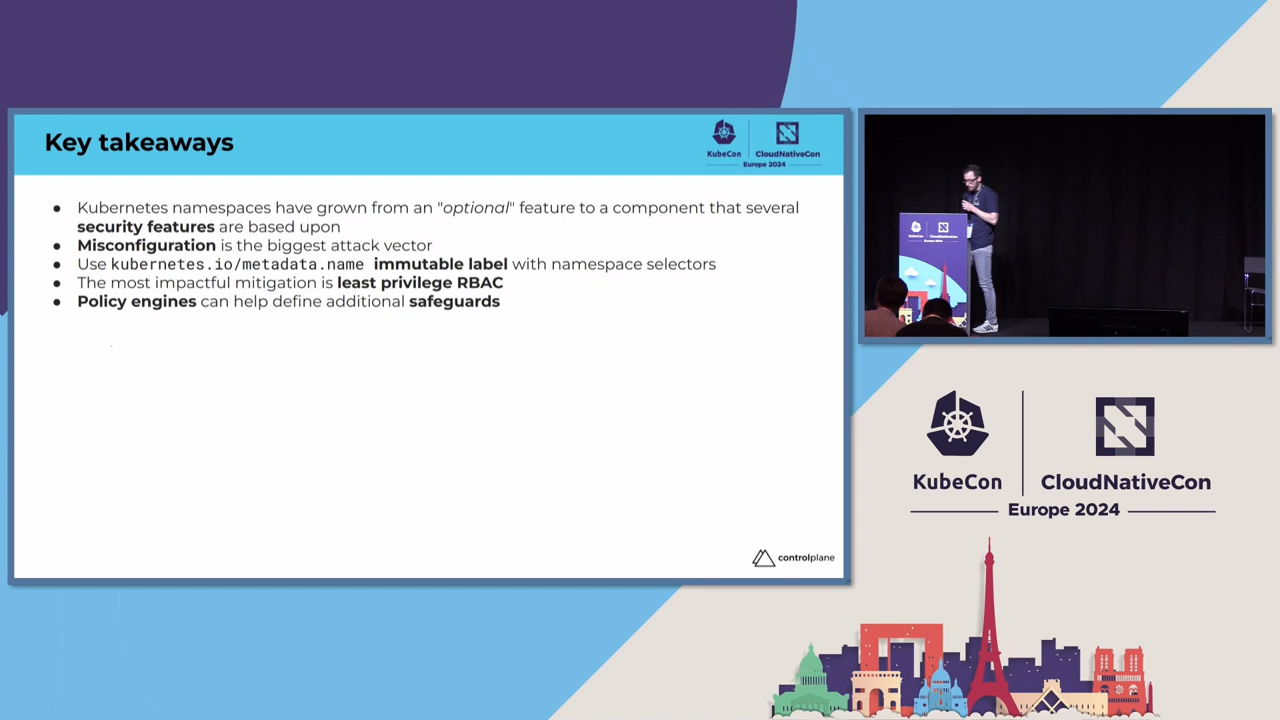 Key takeaways
KubeCon
CloudNativeCon
Europe 2024
● Kubernetes namespaces have grown from an "optional" feature to a component that several
security features are based upon
● Misconfiguration is the biggest attack vector
● Use kubernetes.io/metadata.name immutable label with namespace selectors
● The most impactful mitigation is least privilege RBAC
● Policy engines can help define additional safeguards
controlplane
KubeCon
CloudNativeCon
Europe 2024